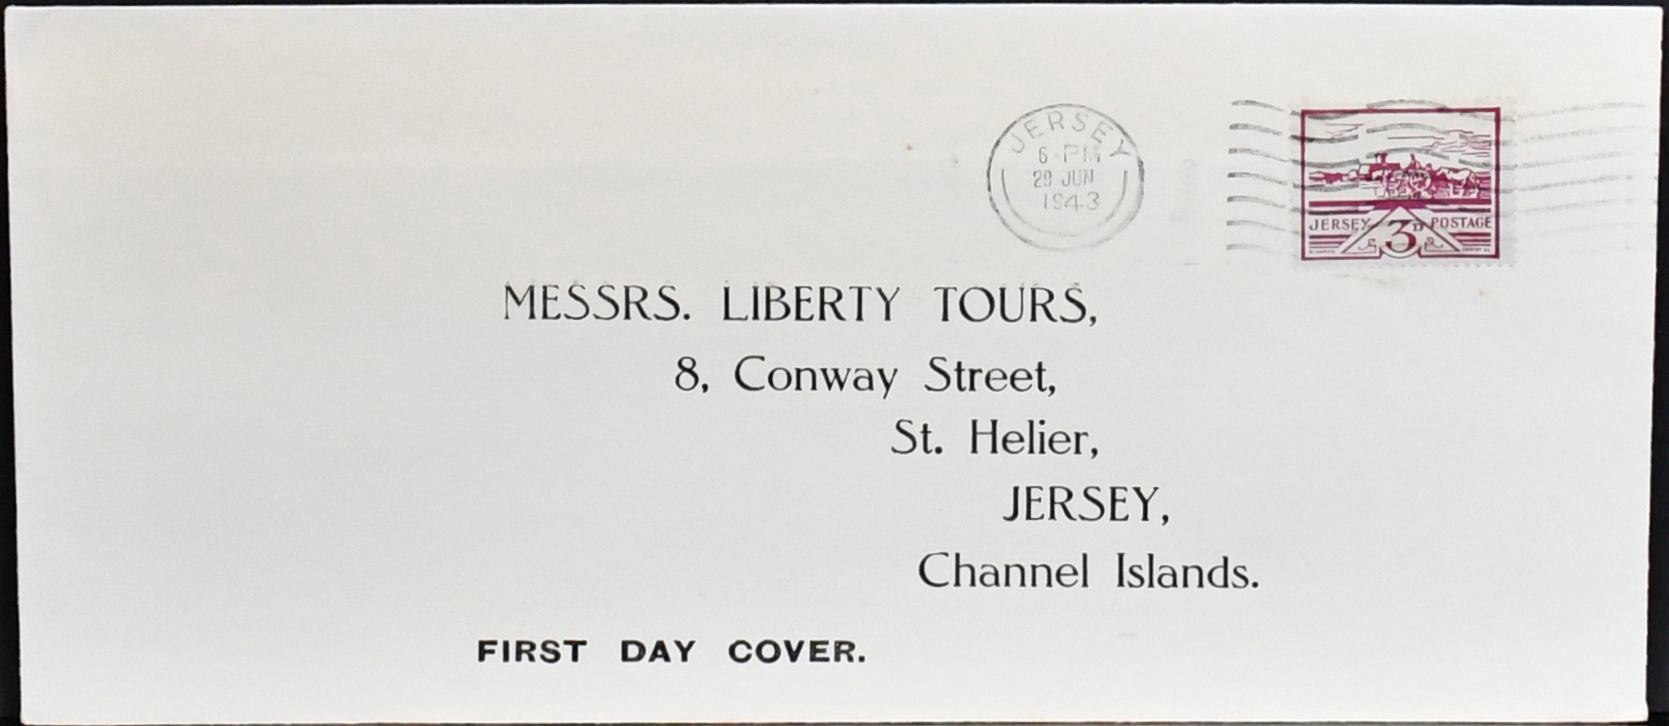 JERSEY
6-PM
29 JUN
1943
JERSEY 3D POSTAGE
MESSRS. LIBERTY TOURS,
8, Conway Street,
St. Helier,
JERSEY,
Channel Islands.
FIRST DAY COVER.